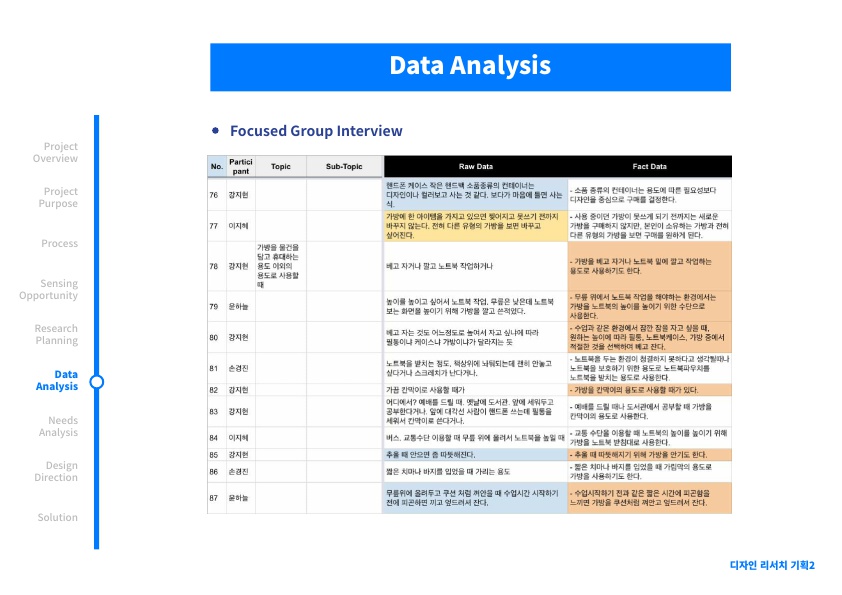 Data Analysis
Project
Overview
Project
Purpose
Process
Sensing
Opportunity
Research
Planning
Data
Analysis
Needs
Analysis
Design
Direction
Solution
Focused Group Interview
No.
Partici
pant
Topic
Sub-Topic
Raw Data
Fact Data
76
강지현
핸드폰 케이스 작은 핸드백 소품종류의 컨테이너는
디자인이나 컬러보고 사는 것 같다. 보다가 마음에 들면 사는
식.
- 소품 종류의 컨테이너는 용도에 따른 필요성보다
디자인을 중심으로 구매를 결정한다.
77
이지혜
가방에 한 아이템을 가지고 있으면 찢어지고 못쓰기 전까지
바꾸지 않는다. 전혀 다른 유형의 가방을 보면 바꾸고
싶어진다.
- 사용 중이던 가방이 못쓰게 되기 전까지는 새로운
가방을 구매하지 않지만, 본인이 소유하는 가방과 전혀
다른 유형의 가방을 보면 구매를 원하게 된다.
78
강지현
가방을 물건을
담고 휴대하는
용도 이외의
용도로 사용할
때
베고 자거나 깔고 노트북 작업하거나
- 가방을 베고 자거나 노트북 밑에 깔고 작업하는
용도로 사용하기도 한다.
79
윤하늘
높이를 높이고 싶어서 노트북 작업. 무릎은 낮은데 노트북
보는 화면을 높이기 위해 가방을 깔고 쓴적있다.
- 무릎 위에서 노트북 작업을 해야하는 환경에서는
가방을 노트북의 높이를 높이기 위한 수단으로
사용한다.
80
강지현
베고 자는 것도 어느정도로 높여서 자고 싶냐에 따라
필통이냐 케이스냐 가방이냐가 달라지는 듯
- 수업과 같은 환경에서 잠깐 잠을 자고 싶을 때,
원하는 높이에 따라 필통, 노트북케이스, 가방 중에서
적절한 것을 선택하여 베고 잔다.
81
손경진
노트북을 받치는 정도, 책상위에 놔둬되는데 괜히 안놓고
싶다거나 스크래치가 난다거나.
- 노트북을 두는 환경이 청결하지 못하다고 생각될때나
노트북을 보호하기 위한 용도로 노트북파우치를
노트북을 받치는 용도로 사용한다.
82
강지현
가끔 칸막이로 사용할 때가
- 가방을 칸막이의 용도로 사용할 때가 있다.
83
강지현
어디에서? 예배를 드릴 때. 옛날에 도서관. 앞에 세워두고
공부한다거나. 앞에 대각선 사람이 핸드폰 쓰는데 필통을
세워서 칸막이로 쓴다거나.
- 예배를 드릴 때나 도서관에서 공부할 때 가방을
칸막이의 용도로 사용한다.
84
이지혜
버스. 교통수단 이용할 때 무릎 위에 올려서 노트북을 높일 때
- 교통 수단을 이용할 때 노트북의 높이를 높이기 위해
가방을 노트북 받침대로 사용한다.
85
강지현
추울 때 안으면 좀 따뜻해진다.
- 추울 때 따뜻해지기 위해 가방을 안기도 한다.
86
손경진
짧은 치마나 바지를 입었을 때 가리는 용도
- 짧은 치마나 바지를 입었을 때 가림막의 용도로
가방을 사용하기도 한다.
87
윤하늘
무릎위에 올려두고 쿠션 처럼 껴안을 때 수업시간 시작하기
전에 피곤하면 끼고 엎드려서 잔다.
- 수업시작하기 전과 같은 짧은 시간에 피곤함을
느끼면 가방을 쿠션처럼 껴안고 엎드려서 잔다.
디자인 리서치 기획2